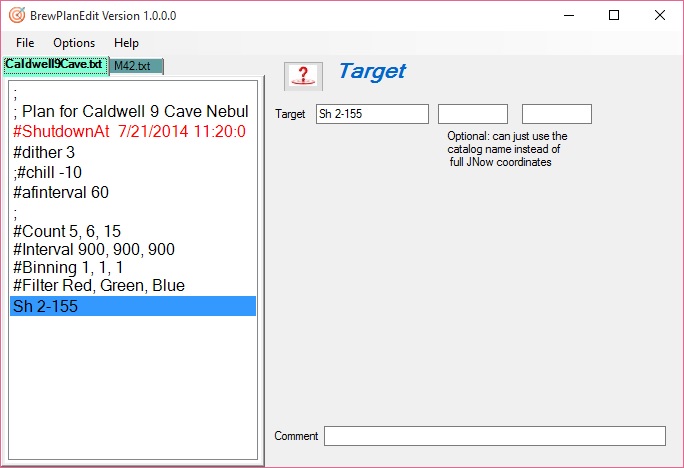 BrewPlanEdit Version 1.0.0.0
File Options Help
Caldwell9Cave.txt M42.txt
;
; Plan for Caldwell 9 Cave Nebul
#ShutdownAt 7/21/2014 11:20:0
#dither 3
;#chill -10
#afinterval 60
;
#Count 5, 6, 15
#Interval 900, 900, 900
#Binning 1, 1, 1
#Filter Red, Green, Blue
Sh 2-155
?
Target
Target Sh 2-155
Optional: can just use the
catalog name instead of
full JNow coordinates
Comment